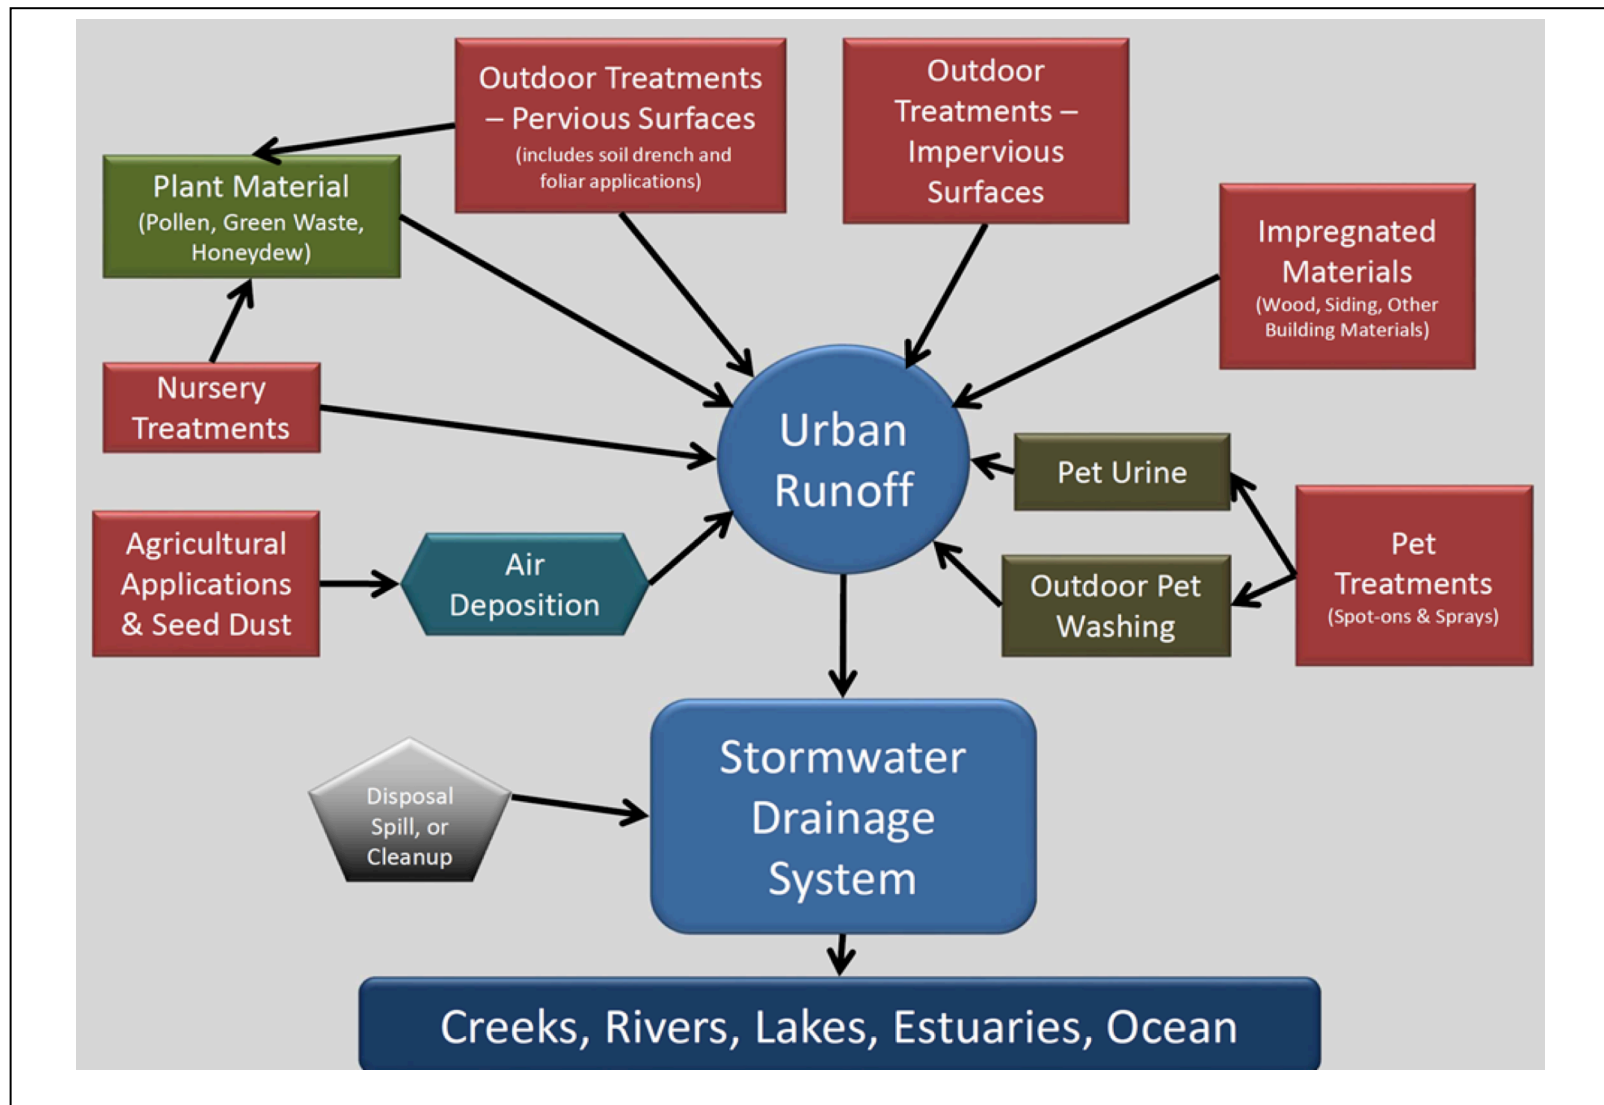 Outdoor Treatments
– Pervious Surfaces
(includes soil drench and
foliar applications)
Outdoor
Treatments –
Impervious
Surfaces
Plant Material
(Pollen, Green Waste,
Honeydew)
Impregnated
Materials
(Wood, Siding, Other
Building Materials)
Nursery
Treatments
Urban
Runoff
Pet Urine
Agricultural
Applications
& Seed Dust
Air
Deposition
Outdoor Pet
Washing
Pet
Treatments
(Spot-ons & Sprays)
Disposal
Spill, or
Cleanup
Stormwater
Drainage
System
Creeks, Rivers, Lakes, Estuaries, Ocean